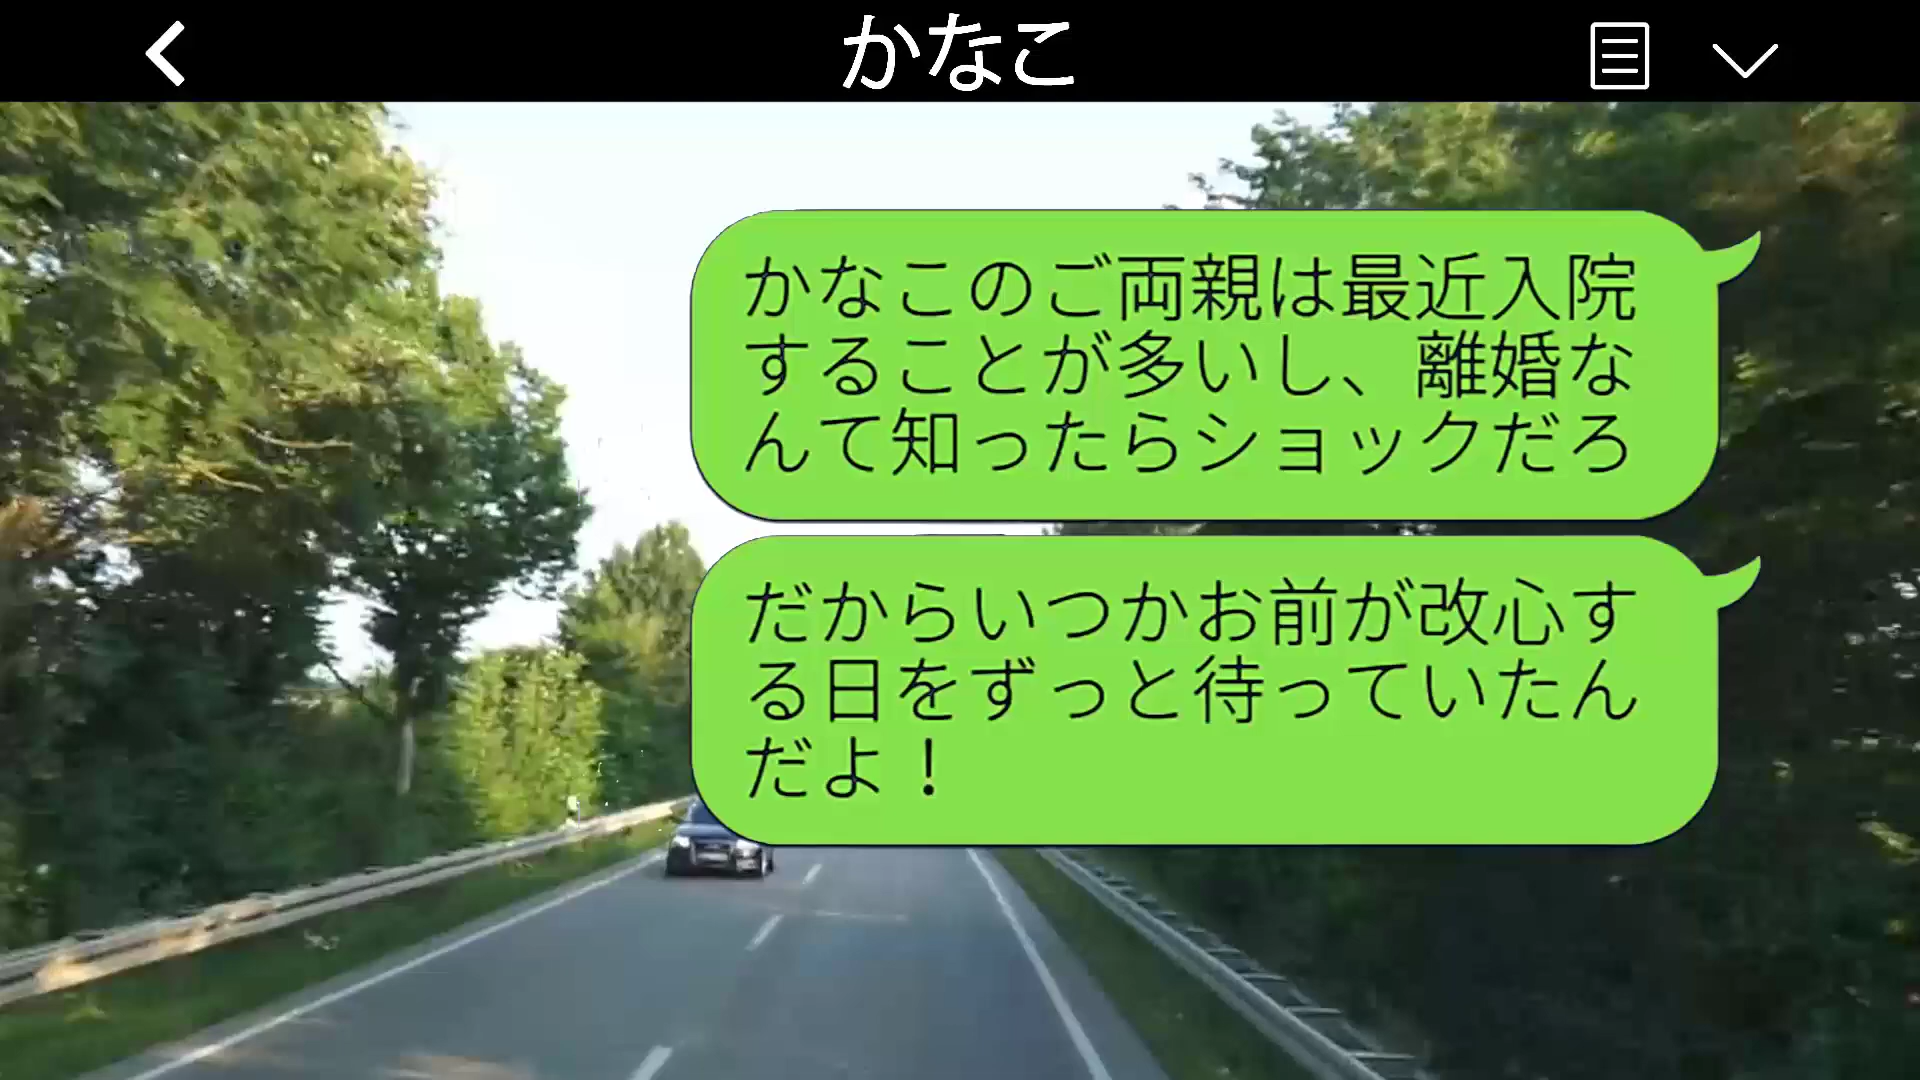 かなこ
かなこのご両親は最近入院
することが多いし、離婚な
んて知ったらショックだろ
だからいつかお前が改心す
る日をずっと待っていたん
だよ！